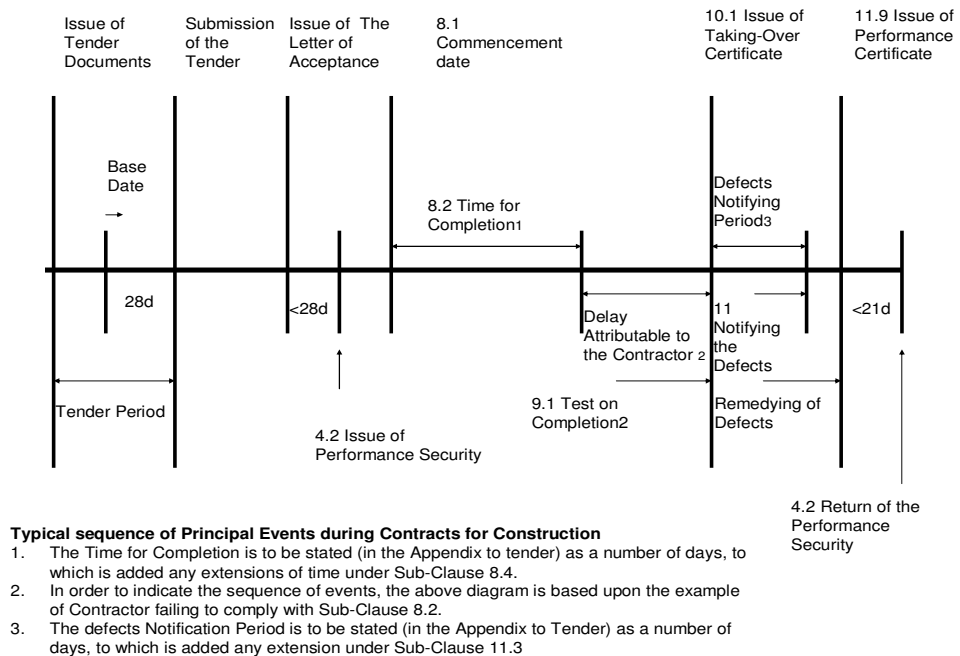 Issue of
Tender
Documents
Submission
of the
Tender
Issue of The
Letter of
Acceptance
8.1
Commencement
date
10.1 Issue of
Taking-Over
Certificate
11.9 Issue of
Performance
Certificate
Base
Date
8.2 Time for
Completion1
Defects
Notifying
Period3
28d
<28d
Delay
Attributable to
the Contractor 2
11
Notifying
the
Defects
<21d
Tender Period
9.1 Test on
Completion2
Remedying of
Defects
4.2 Issue of
Performance Security
4.2 Return of the
Performance
Security
Typical sequence of Principal Events during Contracts for Construction
1. The Time for Completion is to be stated (in the Appendix to tender) as a number of days, to
which is added any extensions of time under Sub-Clause 8.4.
2. In order to indicate the sequence of events, the above diagram is based upon the example
of Contractor failing to comply with Sub-Clause 8.2.
3. The defects Notification Period is to be stated (in the Appendix to Tender) as a number of
days, to which is added any extension under Sub-Clause 11.3